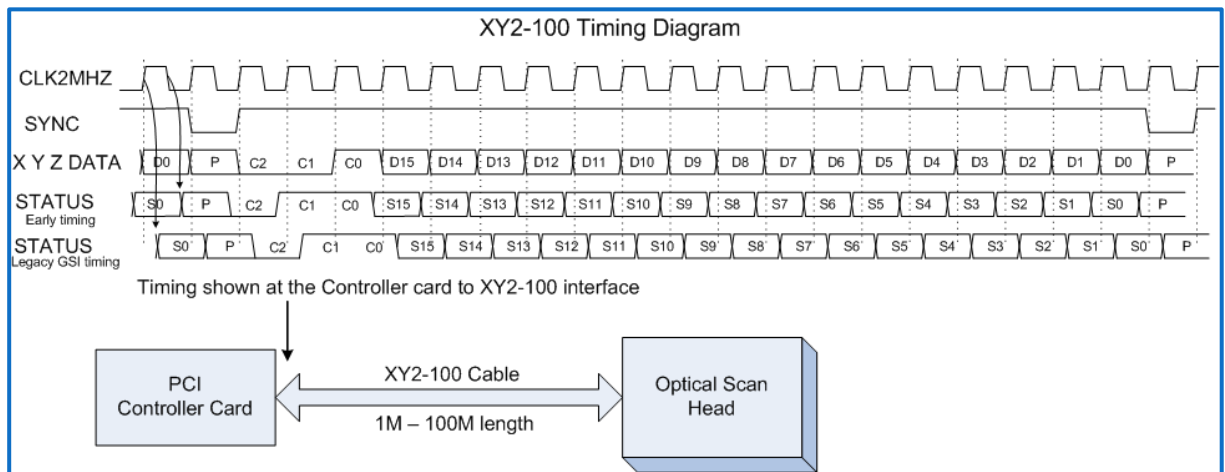 XY2-100 Timing Diagram
CLK2MHZ
SYNC
X Y Z DATA D0 P C2 C1 C0 D15 D14 D13 D12 D11 D10 D9 D8 D7 D6 D5 D4 D3 D2 D1 D0 P
STATUS S0 P C2 C1 C0 S15 S14 S13 S12 S11 S10 S9 S8 S7 S6 S5 S4 S3 S2 S1 S0 P
Early timing
STATUS S0 P C2 C1 C0 S15 S14 S13 S12 S11 S10 S9 S8 S7 S6 S5 S4 S3 S2 S1 S0 P
Legacy GSI timing
Timing shown at the Controller card to XY2-100 interface
PCI
Controller Card
XY2-100 Cable
1M – 100M length
Optical Scan
Head